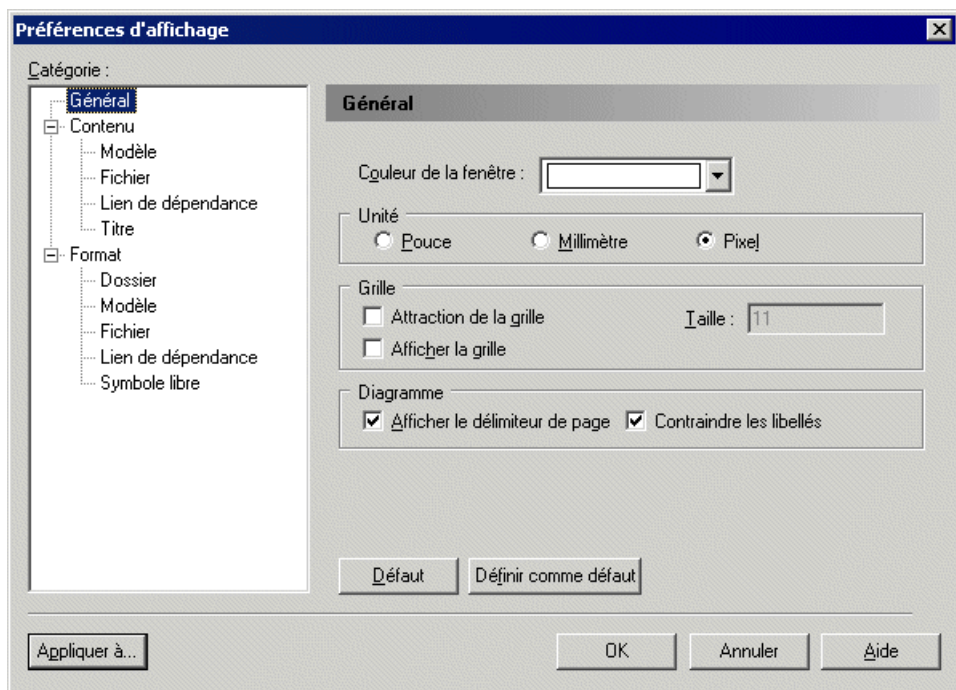 Préférences d'affichage
Catégorie :
Général
Contenu
Modèle
Fichier
Lien de dépendance
Titre
Format
Dossier
Modèle
Fichier
Lien de dépendance
Symbole libre
Général
Couleur de la fenêtre :
Unité
Pouce Millimètre Pixel
Grille
Attraction de la grille Taille : 11
Afficher la grille
Diagramme
Afficher le délimiteur de page Contraindre les libellés
Défaut Définir comme défaut
Appliquer à... OK Annuler Aide